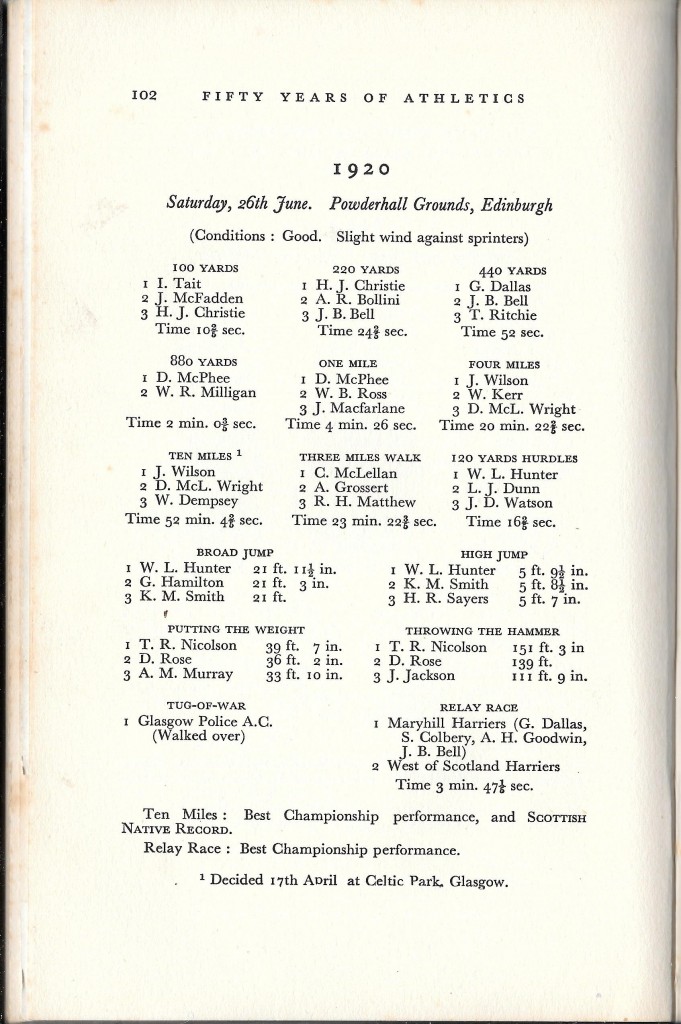 102 FIFTY YEARS OF ATHLETICS
1920
Saturday, 26th June. Powderhall Grounds, Edinburgh
(Conditions : Good. Slight wind against sprinters)
100 YARDS
1 I. Tait
2 J. McFadden
3 H. J. Christie
Time 10⅖ sec.
220 YARDS
1 H. J. Christie
2 A. R. Bollini
3 J. B. Bell
Time 24⅖ sec.
440 YARDS
1 G. Dallas
2 J. B. Bell
3 T. Ritchie
Time 52 sec.
880 YARDS
1 D. McPhee
2 W. R. Milligan
Time 2 min. 0⅗ sec.
ONE MILE
1 D. McPhee
2 W. B. Ross
3 J. Macfarlane
Time 4 min. 26 sec.
FOUR MILES
1 J. Wilson
2 W. Kerr
3 D. McL. Wright
Time 20 min. 22⅖ sec.
TEN MILES ¹
1 J. Wilson
2 D. McL. Wright
3 W. Dempsey
Time 52 min. 4⅖ sec.
THREE MILES WALK
1 C. McLellan
2 A. Grossert
3 R. H. Matthew
Time 23 min. 22⅗ sec.
120 YARDS HURDLES
1 W. L. Hunter
2 L. J. Dunn
3 J. D. Watson
Time 16⅖ sec.
BROAD JUMP
1 W. L. Hunter 21 ft. 11½ in.
2 G. Hamilton 21 ft. 3 in.
3 K. M. Smith 21 ft.
HIGH JUMP
1 W. L. Hunter 5 ft. 9½ in.
2 K. M. Smith 5 ft. 8½ in.
3 H. R. Sayers 5 ft. 7 in.
PUTTING THE WEIGHT
1 T. R. Nicolson 39 ft. 7 in.
2 D. Rose 36 ft. 2 in.
3 A. M. Murray 33 ft. 10 in.
THROWING THE HAMMER
1 T. R. Nicolson 151 ft. 3 in
2 D. Rose 139 ft.
3 J. Jackson 111 ft. 9 in.
TUG-OF-WAR
1 Glasgow Police A.C.
(Walked over)
RELAY RACE
1 Maryhill Harriers (G. Dallas,
S. Colbery, A. H. Goodwin,
J. B. Bell)
2 West of Scotland Harriers
Time 3 min. 47⅕ sec.
Ten Miles : Best Championship performance, and SCOTTISH
NATIVE RECORD.
Relay Race : Best Championship performance.
¹ Decided 17th April at Celtic Park, Glasgow.